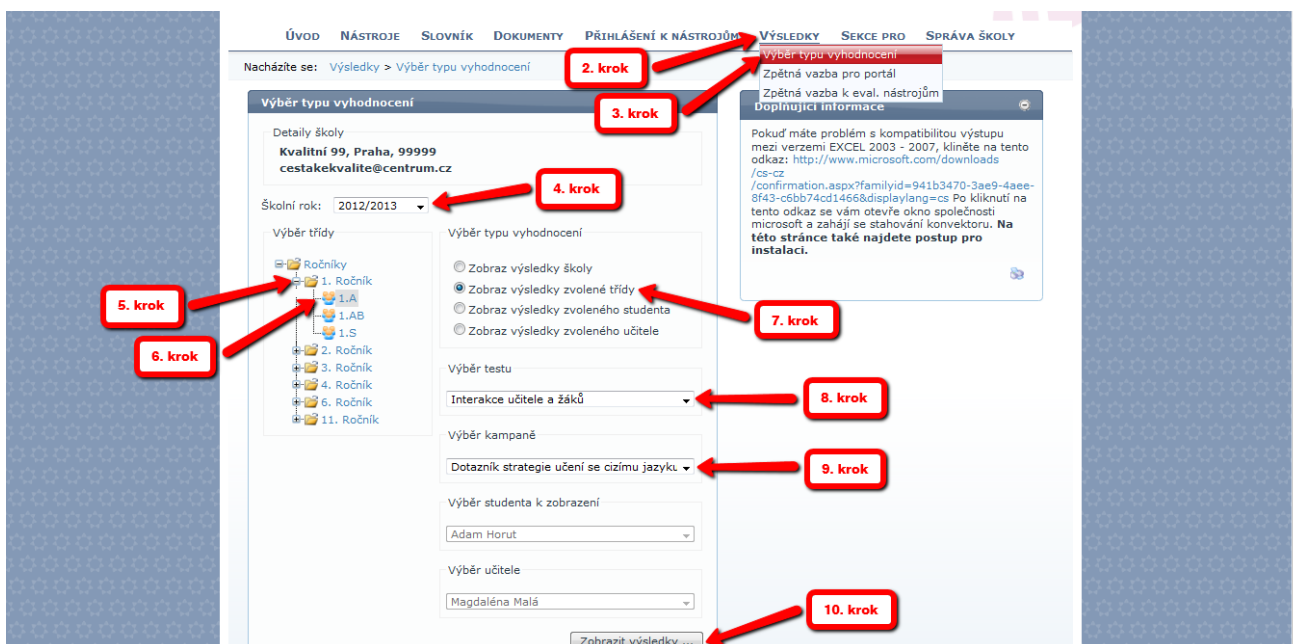 ÚVOD NÁSTROJE SLOVNÍK DOKUMENTY PŘIHLÁŠENÍ K NÁSTROJŮM VÝSLEDKY SEKCE PRO SPRÁVA ŠKOLY
Nacházíte se: Výsledky > Výběr typu vyhodnocení
2. krok
Výběr typu vyhodnocení
Zpětná vazba pro portál
Zpětná vazba k eval. nástrojům
3. krok
Výběr typu vyhodnocení
Detaily školy
Kvalitní 99, Praha, 99999
cestakekvalite@centrum.cz
4. krok
Školní rok: 2012/2013
Výběr třídy
Ročníky
1. Ročník
1.A
1.AB
1.S
2. Ročník
3. Ročník
4. Ročník
6. Ročník
11. Ročník
5. krok
6. krok
Výběr typu vyhodnocení
Zobraz výsledky školy
Zobraz výsledky zvolené třídy
Zobraz výsledky zvoleného studenta
Zobraz výsledky zvoleného učitele
7. krok
Výběr testu
Interakce učitele a žáků
8. krok
Výběr kampaně
Dotazník strategie učení se cizímu jazyku
9. krok
Výběr studenta k zobrazení
Adam Horut
Výběr učitele
Magdaléna Malá
10. krok
Zobrazit výsledky ...
Doplňující informace
Pokuď máte problém s kompatibilitou výstupu
mezi verzemi EXCEL 2003 - 2007, kliněte na tento
odkaz: http://www.microsoft.com/downloads
/cs-cz
/confirmation.aspx?familyid=941b3470-3ae9-4aee-
8f43-c6bb74cd1466&displaylang=cs Po kliknutí na
tento odkaz se vám otevře okno společnosti
microsoft a zahájí se stahování konvektoru. Na
této stránce také najdete postup pro
instalaci.